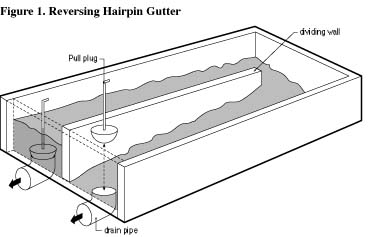 Figure 1. Reversing Hairpin Gutter
dividing wall
Pull plug
drain pipe